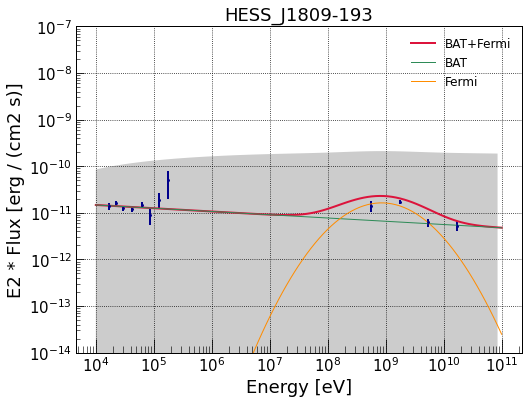 HESS_J1809-193
E2 * Flux [erg / (cm2 s)]
10⁻⁷
10⁻⁸
10⁻⁹
10⁻¹⁰
10⁻¹¹
10⁻¹²
10⁻¹³
10⁻¹⁴
BAT+Fermi
BAT
Fermi
10⁴ 10⁵ 10⁶ 10⁷ 10⁸ 10⁹ 10¹⁰ 10¹¹
Energy [eV]